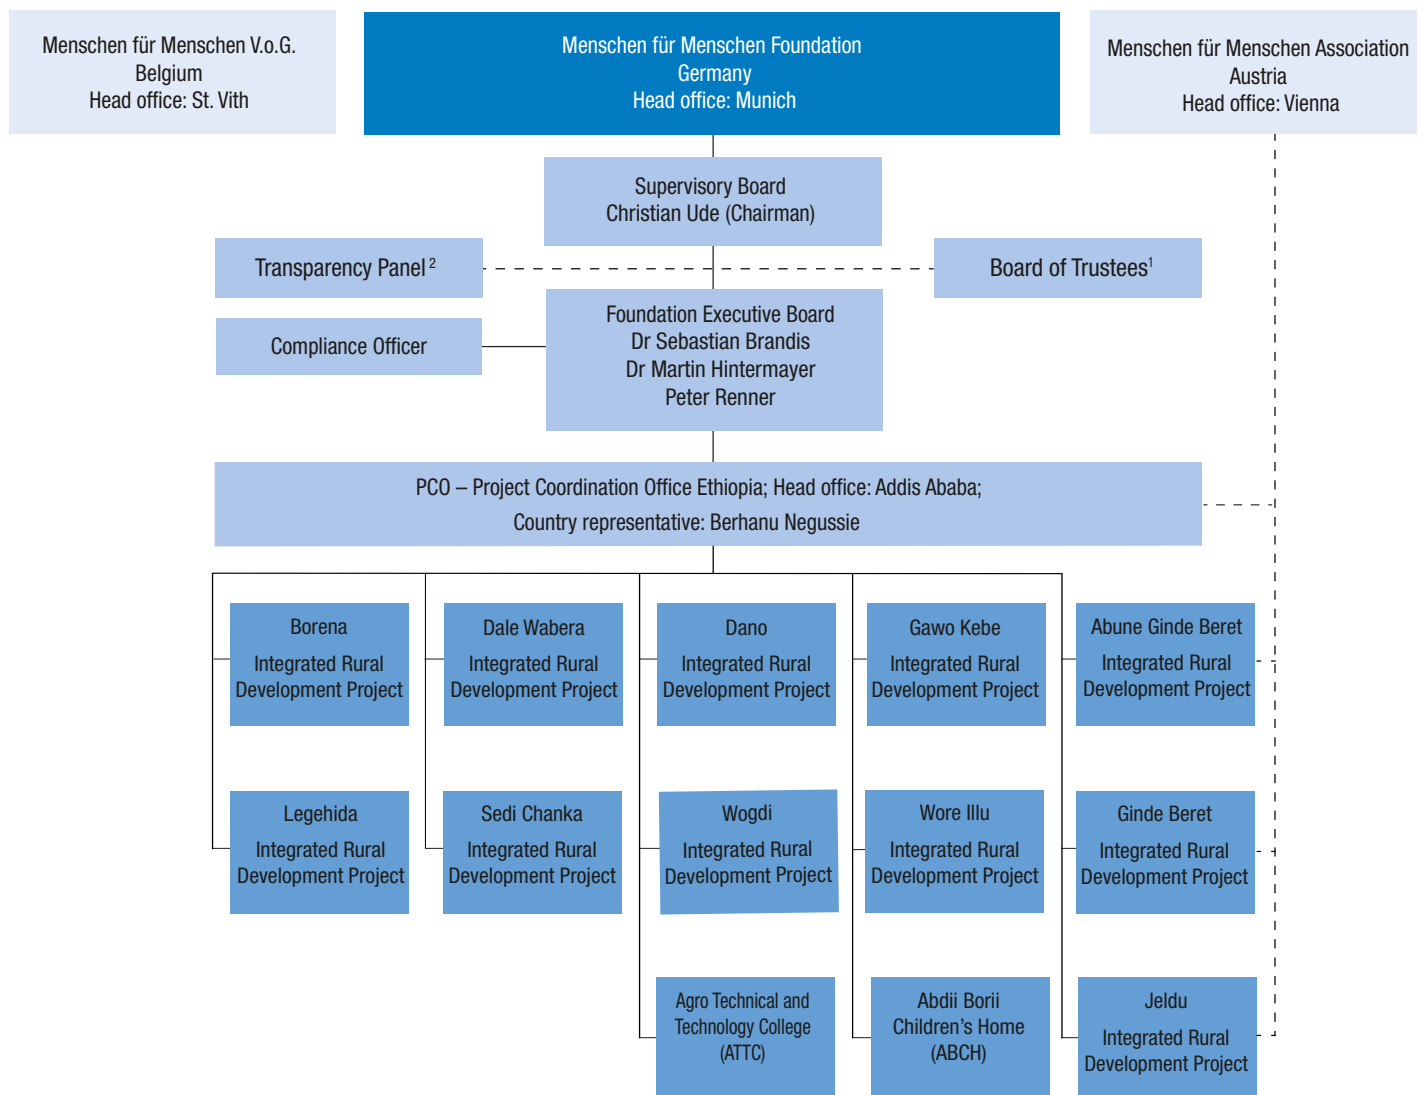 Menschen für Menschen V.o.G.
Belgium
Head office: St. Vith
Menschen für Menschen Foundation
Germany
Head office: Munich
Menschen für Menschen Association
Austria
Head office: Vienna
Supervisory Board
Christian Ude (Chairman)
Transparency Panel ²
Board of Trustees¹
Compliance Officer
Foundation Executive Board
Dr Sebastian Brandis
Dr Martin Hintermayer
Peter Renner
PCO – Project Coordination Office Ethiopia; Head office: Addis Ababa;
Country representative: Berhanu Negussie
Borena
Integrated Rural
Development Project
Dale Wabera
Integrated Rural
Development Project
Dano
Integrated Rural
Development Project
Gawo Kebe
Integrated Rural
Development Project
Abune Ginde Beret
Integrated Rural
Development Project
Legehida
Integrated Rural
Development Project
Sedi Chanka
Integrated Rural
Development Project
Wogdi
Integrated Rural
Development Project
Wore Illu
Integrated Rural
Development Project
Ginde Beret
Integrated Rural
Development Project
Agro Technical and
Technology College
(ATTC)
Abdii Borii
Children’s Home
(ABCH)
Jeldu
Integrated Rural
Development Project